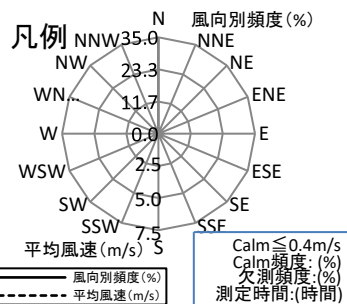 N 風向別頻度(%)
凡例
NNW 35.0 NNE
NW 23.3 NE
WN... 11.7 ENE
W 0.0 E
WSW 2.5 ESE
SW 5.0 SE
SSW 7.5 SSE
平均風速(m/s) S
風向別頻度(%)
平均風速(m/s)
Calm≦0.4m/s
Calm頻度: (%)
欠測頻度:(%)
測定時間:(時間)